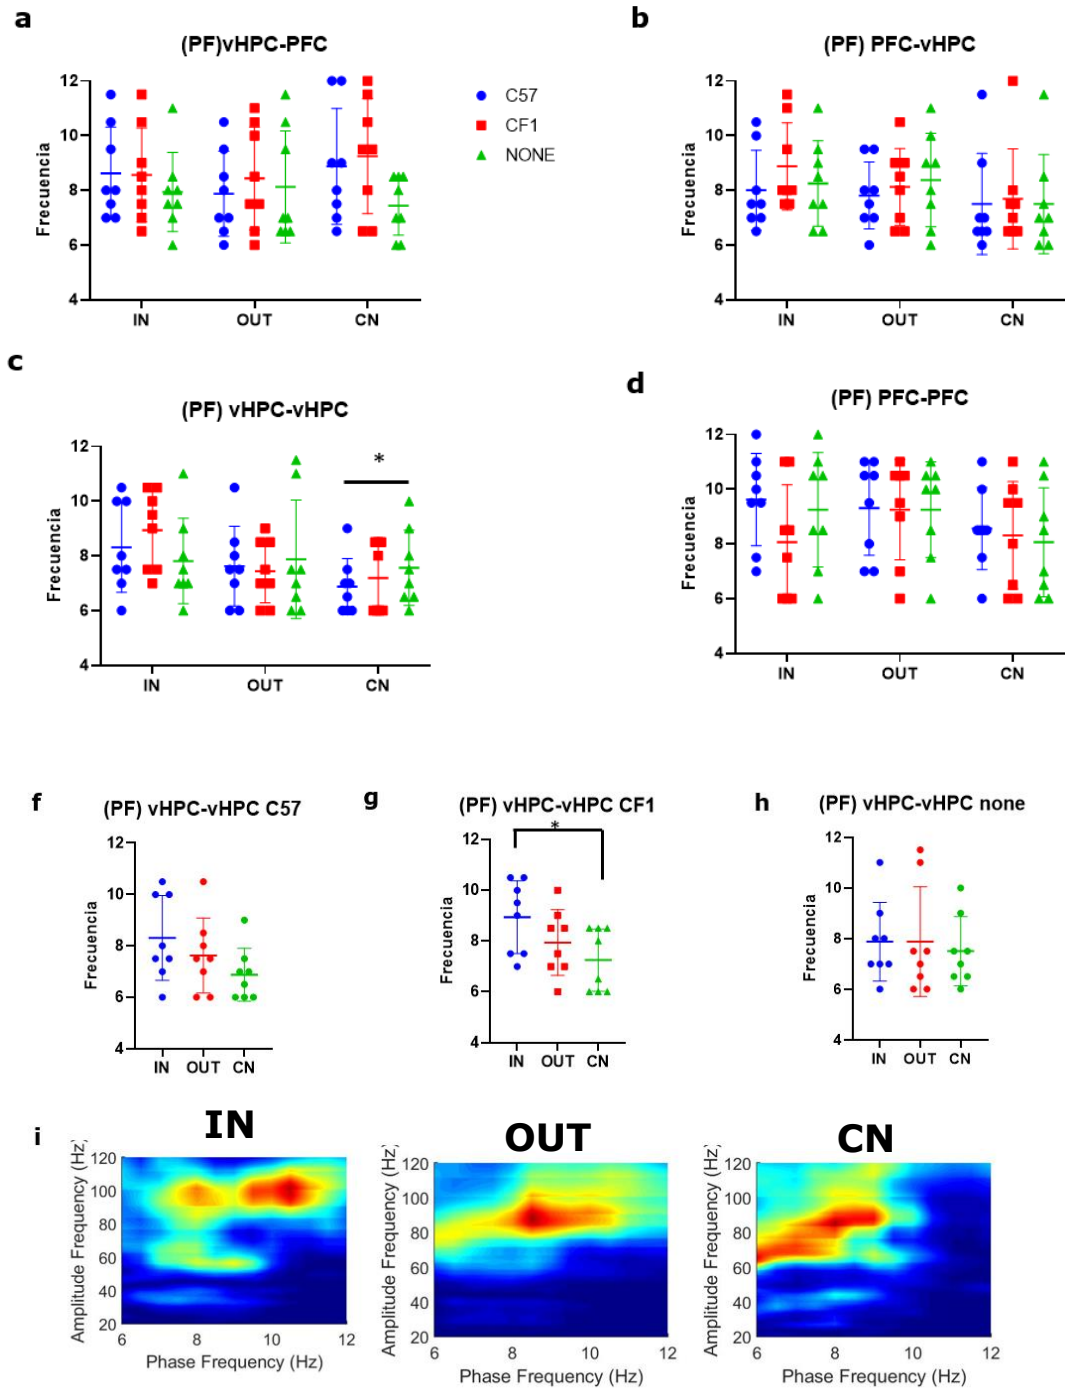 a
(PF)vHPC-PFC
Frecuencia
12
10
8
6
4
IN OUT CN
C57
CF1
NONE
b
(PF) PFC-vHPC
Frecuencia
12
10
8
6
4
IN OUT CN
c
(PF) vHPC-vHPC
Frecuencia
12
10
8
6
4
*
IN OUT CN
d
(PF) PFC-PFC
Frecuencia
12
10
8
6
4
IN OUT CN
f
(PF) vHPC-vHPC C57
Frecuencia
12
10
8
6
4
IN OUT CN
g
(PF) vHPC-vHPC CF1
*
Frecuencia
12
10
8
6
4
IN OUT CN
h
(PF) vHPC-vHPC none
Frecuencia
12
10
8
6
4
IN OUT CN
i
IN
Amplitude Frequency (Hz)
120
100
80
60
40
20
6 8 10 12
Phase Frequency (Hz)
OUT
Amplitude Frequency (Hz)
120
100
80
60
40
20
6 8 10 12
Phase Frequency (Hz)
CN
Amplitude Frequency (Hz)
120
100
80
60
40
20
6 8 10 12
Phase Frequency (Hz)